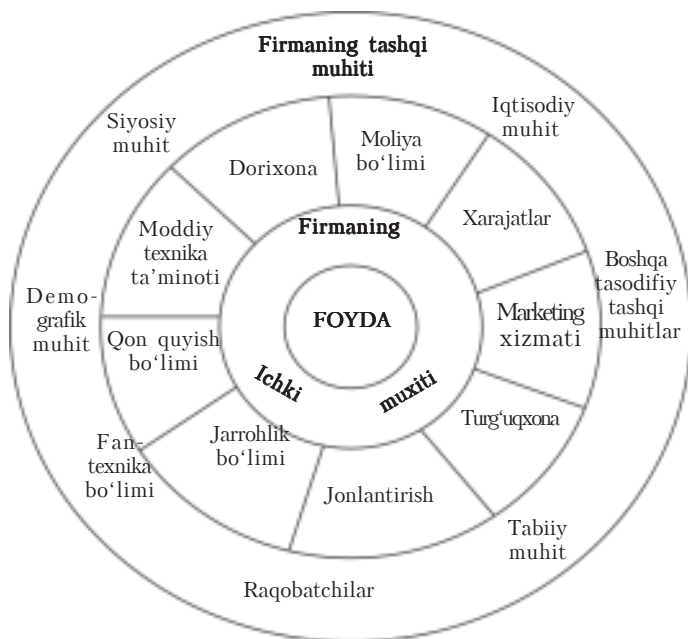 Firmaning tashqi
muhiti
Siyosiy
muhit
Iqtisodiy
muhit
Dorixona
Moliya
bo‘limi
Moddiy
texnika
ta’minoti
Firmaning
Xarajatlar
Boshqa
tasodifiy
tashqi
muhitlar
Demo-
grafik
muhit
FOYDA
Marketing
xizmati
Qon quyish
bo‘limi
Ichki
muxiti
Turg‘uqxona
Fan-
texnika
bo‘limi
Jarrohlik
bo‘limi
Jonlantirish
Tabiiy
muhit
Raqobatchilar